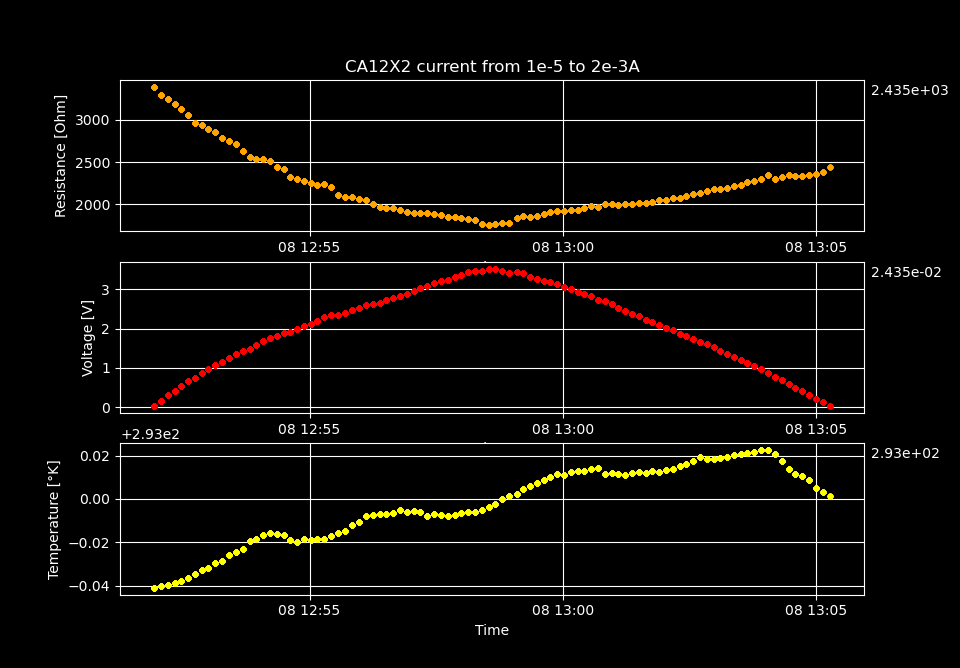 CA12X2 current from 1e-5 to 2e-3A
2.435e+03
Resistance [Ohm]
3000
2500
2000
08 12:55
08 13:00
08 13:05
2.435e-02
Voltage [V]
3
2
1
0
08 12:55
08 13:00
08 13:05
+2.93e2
2.93e+02
Temperature [°K]
0.02
0.00
−0.02
−0.04
08 12:55
08 13:00
08 13:05
Time